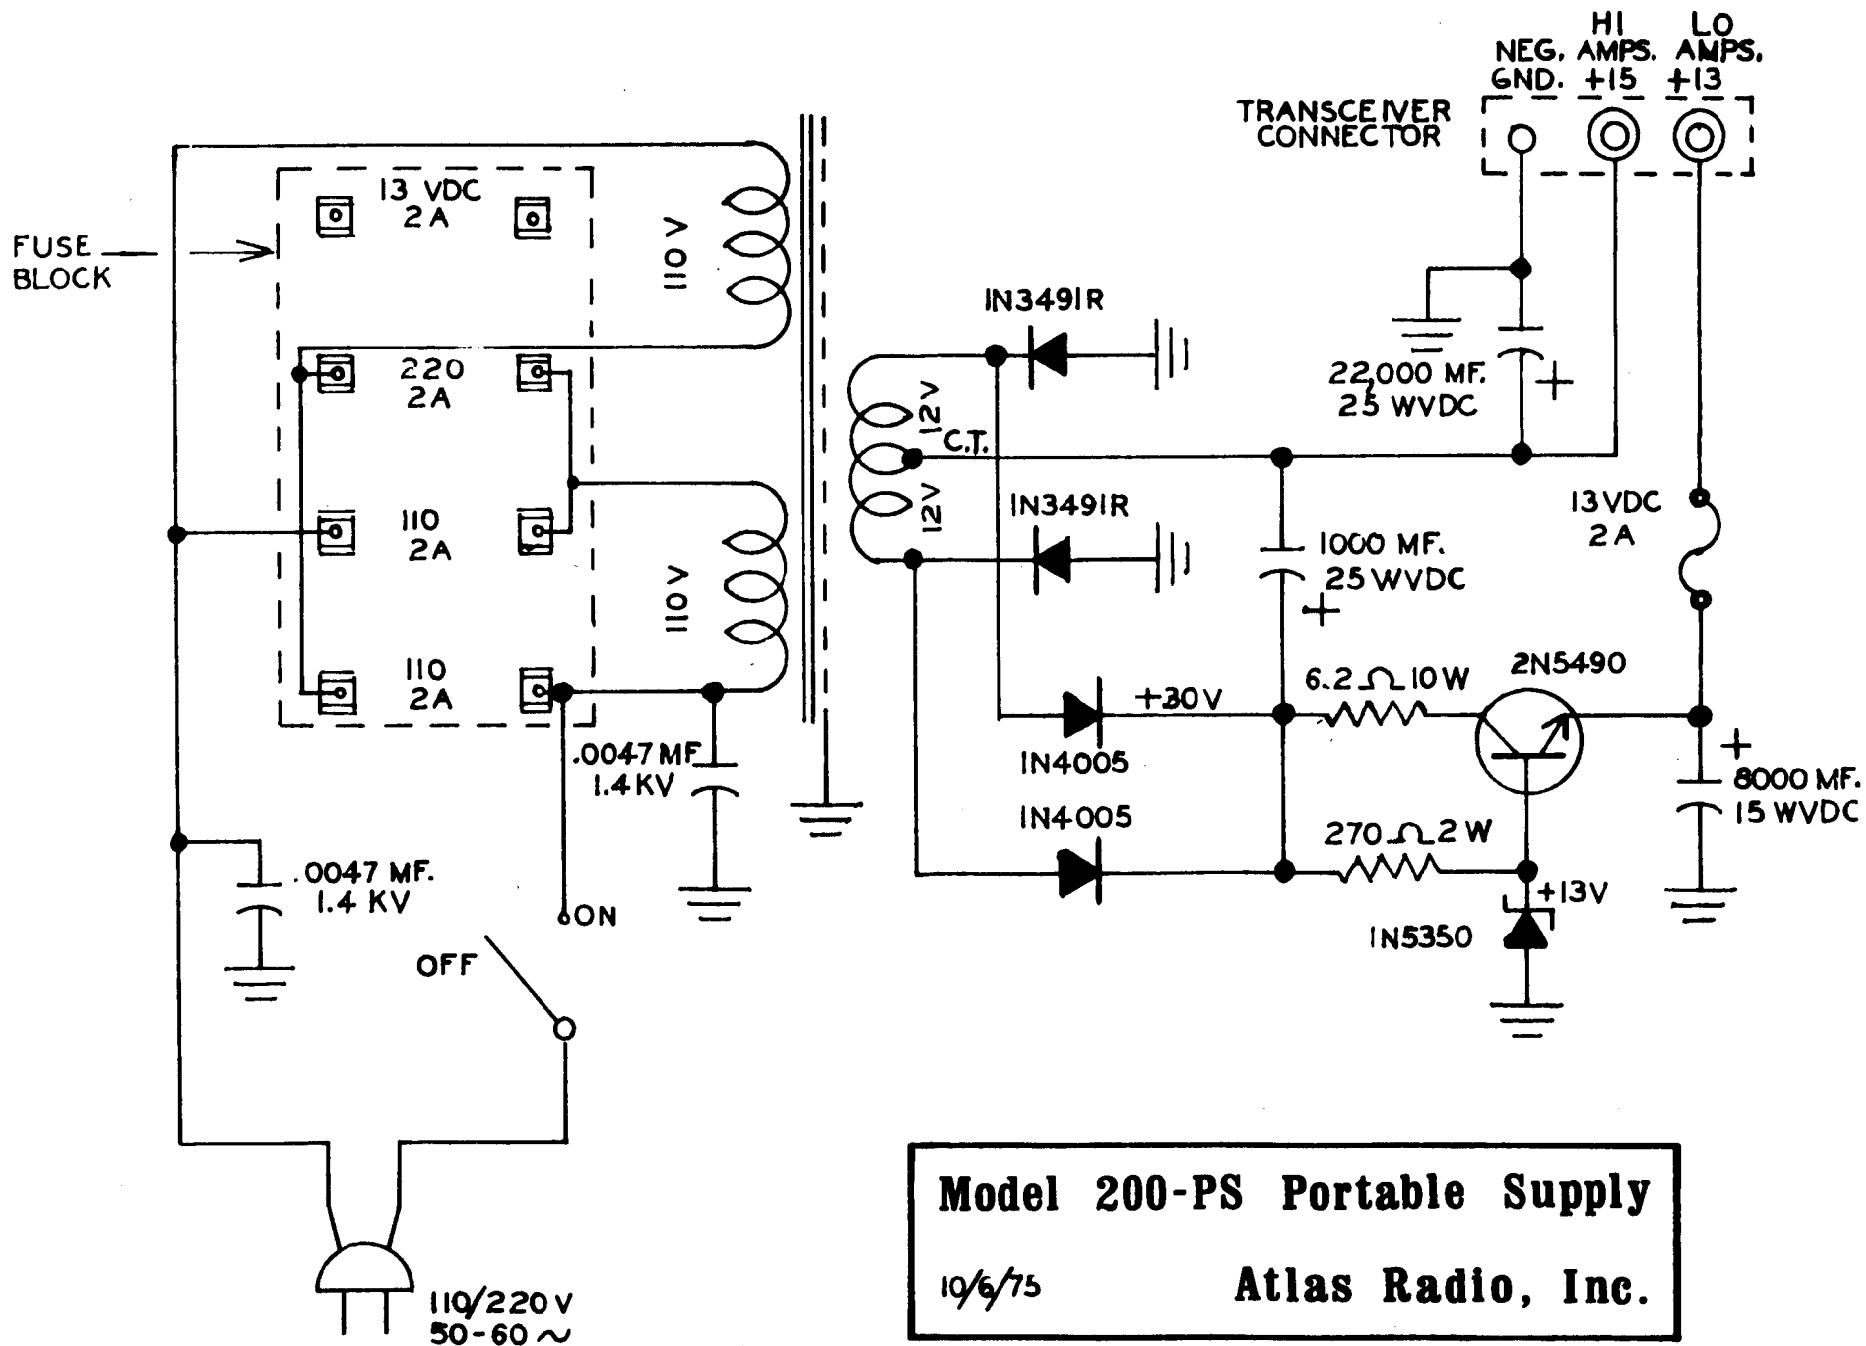 HI LO
NEG. AMPS. AMPS.
GND. +15 +13
TRANSCEIVER
CONNECTOR
FUSE
BLOCK
13 VDC
2A
110V
220
2A
110
2A
110
2A
110V
.0047 MF
1.4 KV
.0047 MF.
1.4 KV
ON
OFF
110/220V
50-60 ~
12V
C.T.
12V
1N3491R
1N3491R
+30V
1N4005
1N4005
22,000 MF.
+
25 WVDC
1000 MF.
25 WVDC
+
13VDC
2A
6.2 Ω 10W
2N5490
270 Ω 2W
+13V
1N5350
+
8000 MF.
15 WVDC
Model 200-PS Portable Supply
10/6/75 Atlas Radio, Inc.